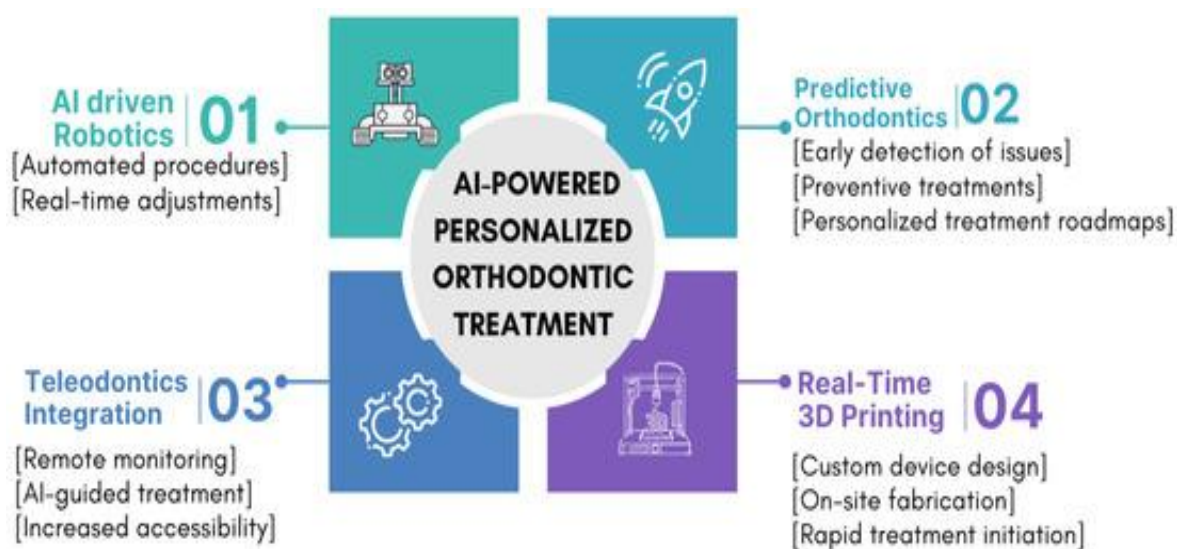 AI driven
Robotics
01
[Automated procedures]
[Real-time adjustments]
Predictive
Orthodontics
02
[Early detection of issues]
[Preventive treatments]
[Personalized treatment roadmaps]
AI-POWERED
PERSONALIZED
ORTHODONTIC
TREATMENT
Teleodontics
Integration
03
[Remote monitoring]
[AI-guided treatment]
[Increased accessibility]
Real-Time
3D Printing
04
[Custom device design]
[On-site fabrication]
[Rapid treatment initiation]